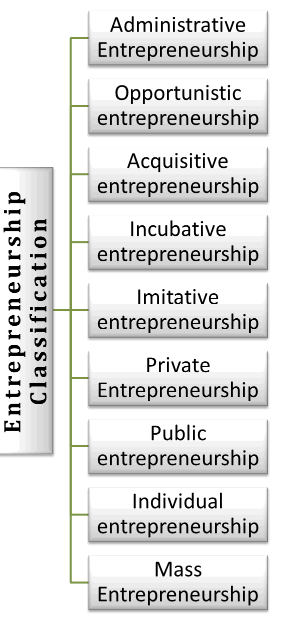 Entrepreneurship
Classification
Administrative
Entrepreneurship
Opportunistic
entrepreneurship
Acquisitive
entrepreneurship
Incubative
entrepreneurship
Imitative
entrepreneurship
Private
Entrepreneurship
Public
entrepreneurship
Individual
entrepreneurship
Mass
Entrepreneurship